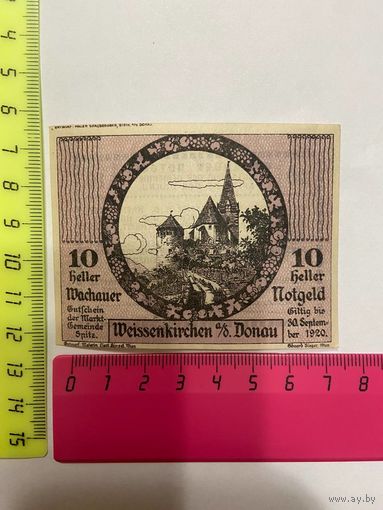 10
Heller
Wachauer
Gutschein
der Markt-
Gemeinde
Spitz.
10
Heller
Notgeld
Giltig bis
30. Septem-
ber 1920.
Weissenkirchen a/d. Donau
4
5
6
7
8
9
10
11
12
13
14
15
0 1 2 3 4 5 6 7 8
www.ay.by